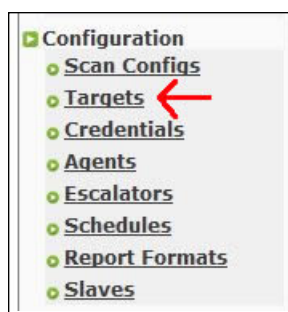 Configuration
Scan Configs
Targets
Credentials
Agents
Escalators
Schedules
Report Formats
Slaves